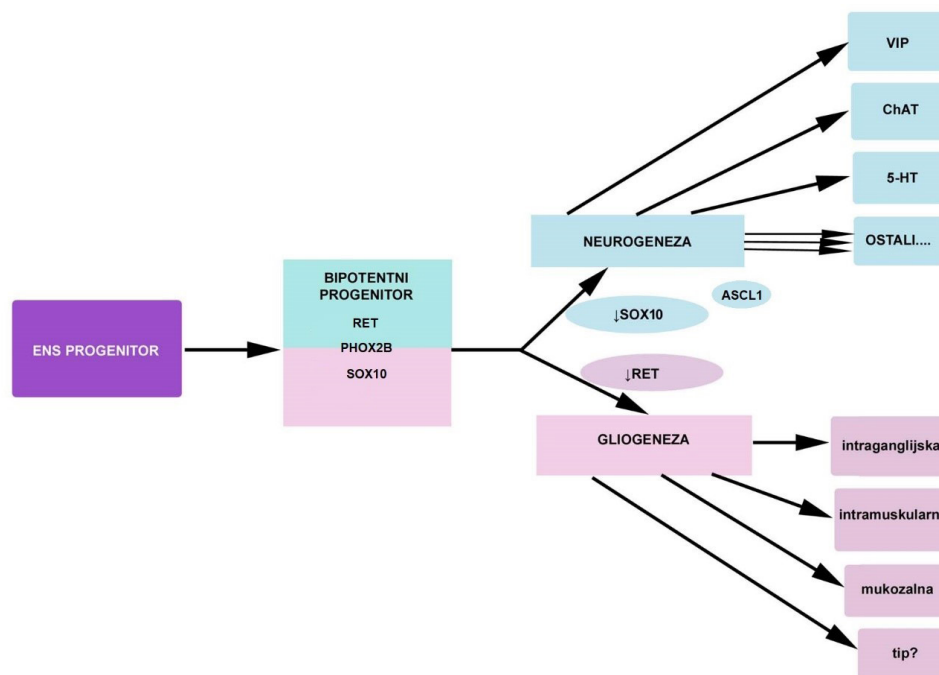 VIP
ChAT
5-HT
NEUROGENEZA
OSTALI....
BIPOTENTNI
PROGENITOR
RET
PHOX2B
SOX10
ASCL1
↓SOX10
ENS PROGENITOR
↓RET
GLIOGENEZA
intraganglijska
intramuskularn
mukozalna
tip?